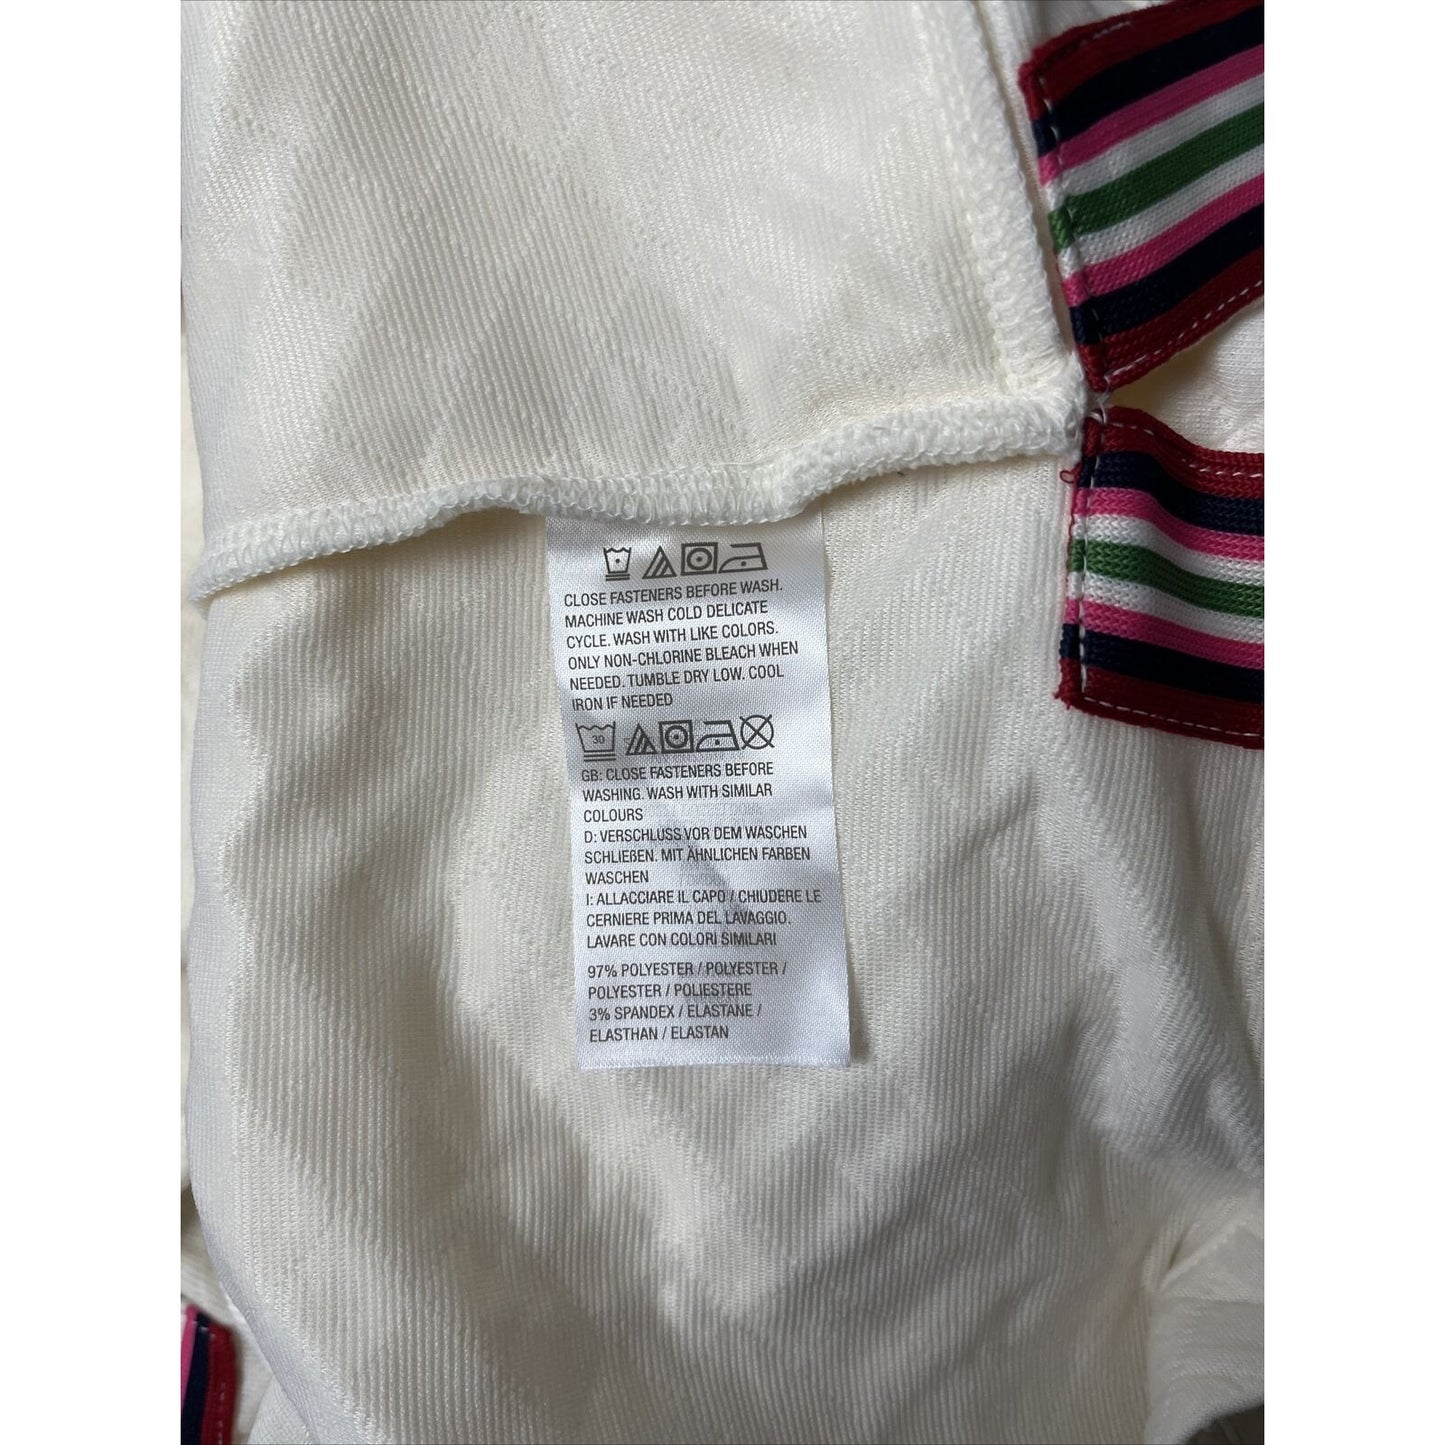 CLOSE FASTENERS BEFORE WASH.
MACHINE WASH COLD DELICATE
CYCLE. WASH WITH LIKE COLORS.
ONLY NON-CHLORINE BLEACH WHEN
NEEDED. TUMBLE DRY LOW. COOL
IRON IF NEEDED
30
GB: CLOSE FASTENERS BEFORE
WASHING. WASH WITH SIMILAR
COLOURS
D: VERSCHLUSS VOR DEM WASCHEN
SCHLIEßEN. MIT ÄHNLICHEN FARBEN
WASCHEN
I: ALLACCIARE IL CAPO / CHIUDERE LE
CERNIERE PRIMA DEL LAVAGGIO.
LAVARE CON COLORI SIMILARI
97% POLYESTER / POLYESTER /
POLYESTER / POLIESTERE
3% SPANDEX / ELASTANE /
ELASTHAN / ELASTAN